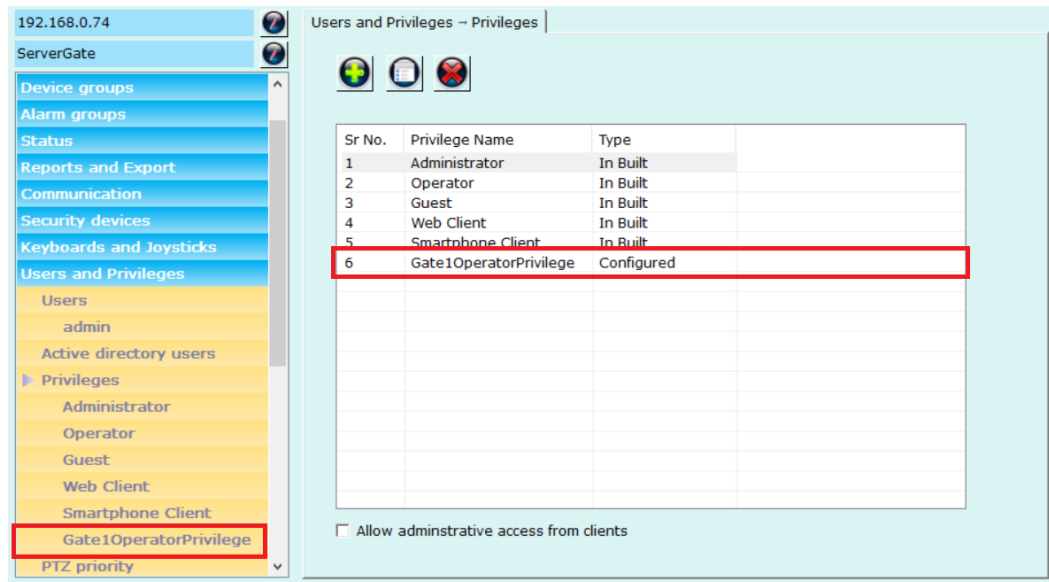 192.168.0.74
ServerGate
Device groups
Alarm groups
Status
Reports and Export
Communication
Security devices
Keyboards and Joysticks
Users and Privileges
Users
admin
Active directory users
Privileges
Administrator
Operator
Guest
Web Client
Smartphone Client
Gate1OperatorPrivilege
PTZ priority
Users and Privileges → Privileges
Sr No. Privilege Name Type
1 Administrator In Built
2 Operator In Built
3 Guest In Built
4 Web Client In Built
5 Smartphone Client In Built
6 Gate1OperatorPrivilege Configured
Allow adminstrative access from clients